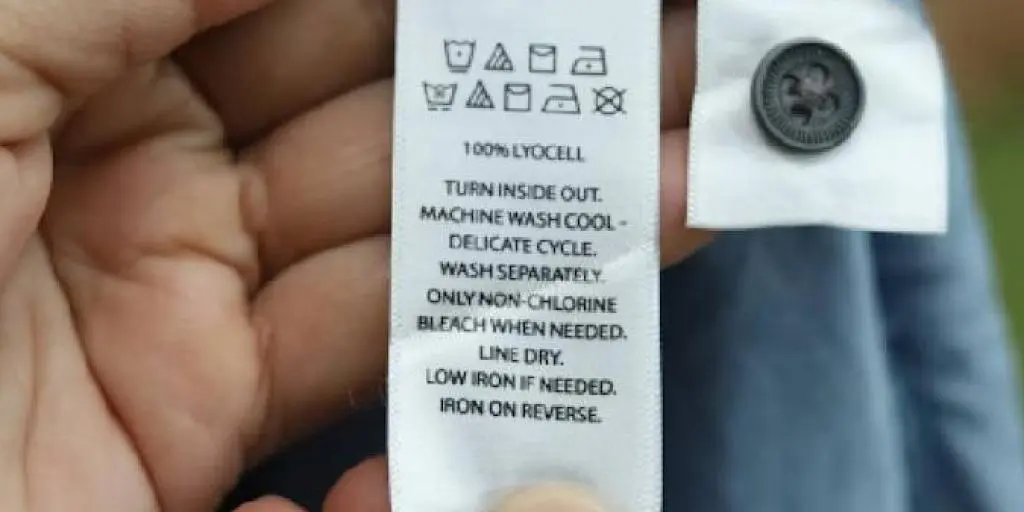 100% LYOCELL
TURN INSIDE OUT.
MACHINE WASH COOL -
DELICATE CYCLE.
WASH SEPARATELY.
ONLY NON-CHLORINE
BLEACH WHEN NEEDED.
LINE DRY.
LOW IRON IF NEEDED.
IRON ON REVERSE.